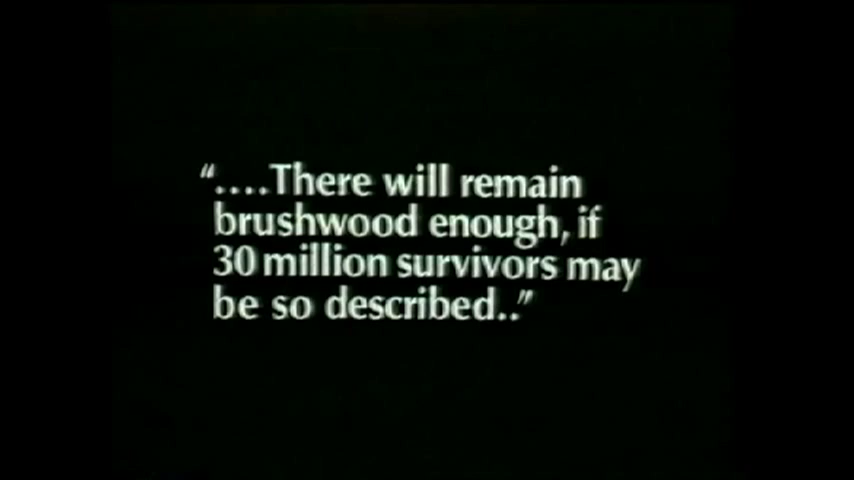 “....There will remain
brushwood enough, if
30 million survivors may
be so described..”